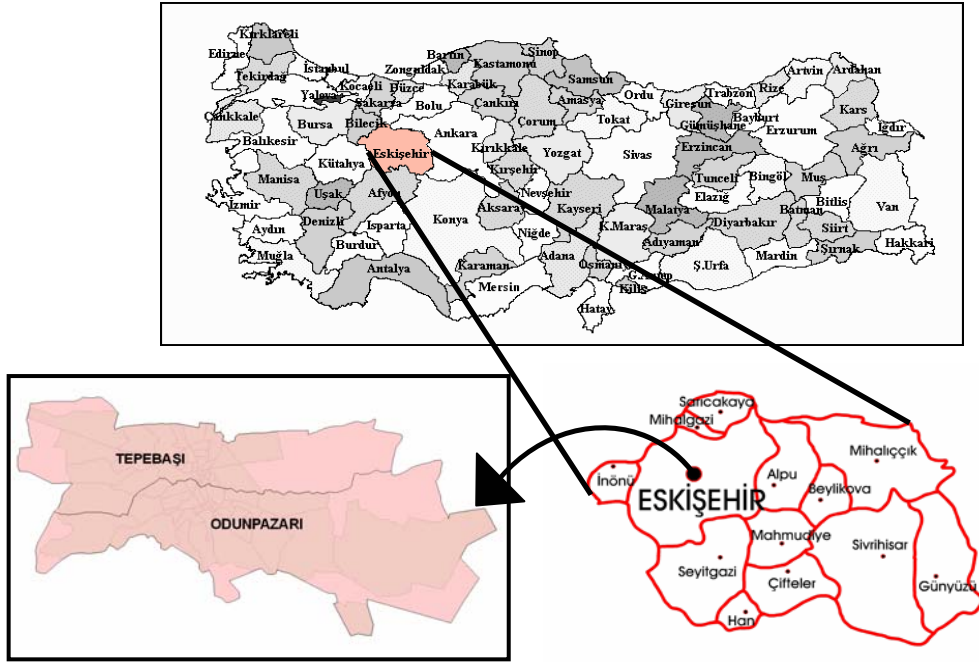 Kırklareli
Edirne
Tekirdağ
İstanbul
Yalova
Kocaeli
Sakarya
Düzce
Zonguldak
Bartın
Karabük
Kastamonu
Sinop
Samsun
Çankırı
Bolu
Çorum
Amasya
Tokat
Ordu
Giresun
Trabzon
Rize
Artvin
Ardahan
Kars
Iğdır
Ağrı
Erzurum
Bayburt
Gümüşhane
Erzincan
Sivas
Yozgat
Kırıkkale
Ankara
Eskişehir
Bilecik
Bursa
Balıkesir
Kütahya
Manisa
Uşak
Afyon
Kırşehir
Nevşehir
Kayseri
Malatya
Tunceli
Bingöl
Elazığ
Muş
Bitlis
Van
Batman
Diyarbakır
Siirt
Şırnak
Hakkari
Mardin
Ş.Urfa
Adıyaman
K.Maraş
Adana
Niğde
Aksaray
Konya
Isparta
Denizli
İzmir
Aydın
Muğla
Burdur
Antalya
Karaman
Mersin
Hatay
Kilis
TEPEBAŞI
ODUNPAZARI
Sarıcakaya
Mihalgazi
İnönü
ESKİŞEHİR
Alpu
Beylikova
Mihalıççık
Mahmudiye
Sivrihisar
Seyitgazi
Çifteler
Günyüzü
Han